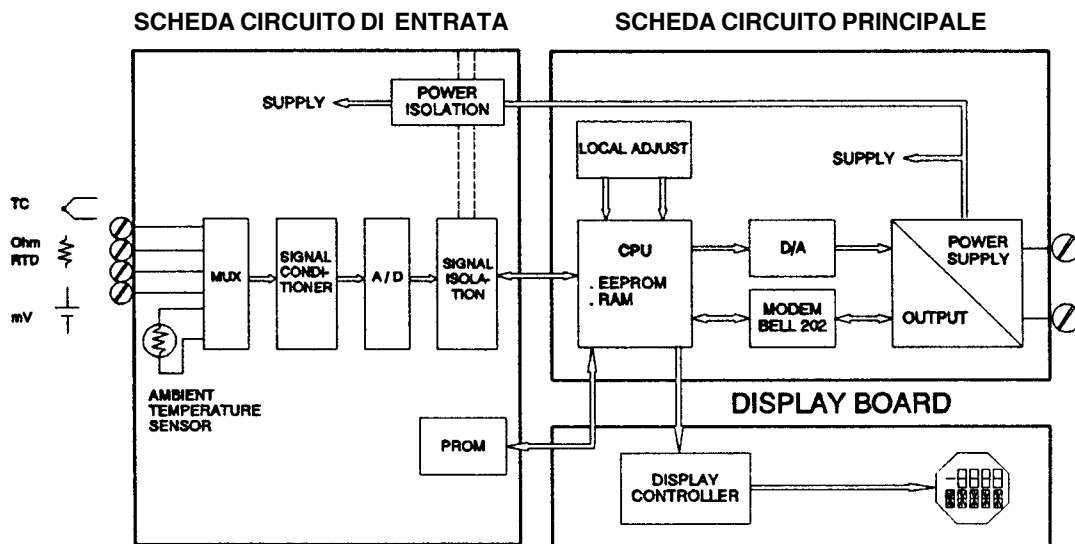 SCHEDA CIRCUITO DI ENTRATA
SCHEDA CIRCUITO PRINCIPALE
SUPPLY
POWER
ISOLATION
LOCAL ADJUST
SUPPLY
TC
Ohm
RTD
mV
MUX
SIGNAL
CONDI-
TIONER
A / D
SIGNAL
ISOLA-
TION
CPU
. EEPROM
. RAM
D/A
MODEM
BELL 202
POWER
SUPPLY
OUTPUT
AMBIENT
TEMPERATURE
SENSOR
PROM
DISPLAY BOARD
DISPLAY
CONTROLLER